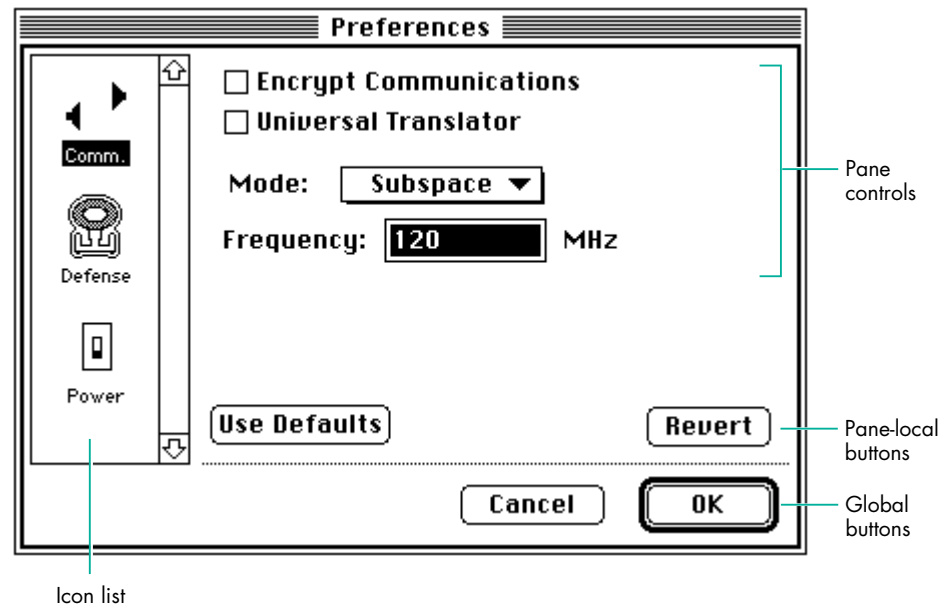 Preferences
Comm.
Defense
Power
Encrypt Communications
Universal Translator
Mode: Subspace
Frequency: 120 MHz
Use Defaults
Revert
Cancel
OK
Pane
controls
Pane-local
buttons
Global
buttons
Icon list